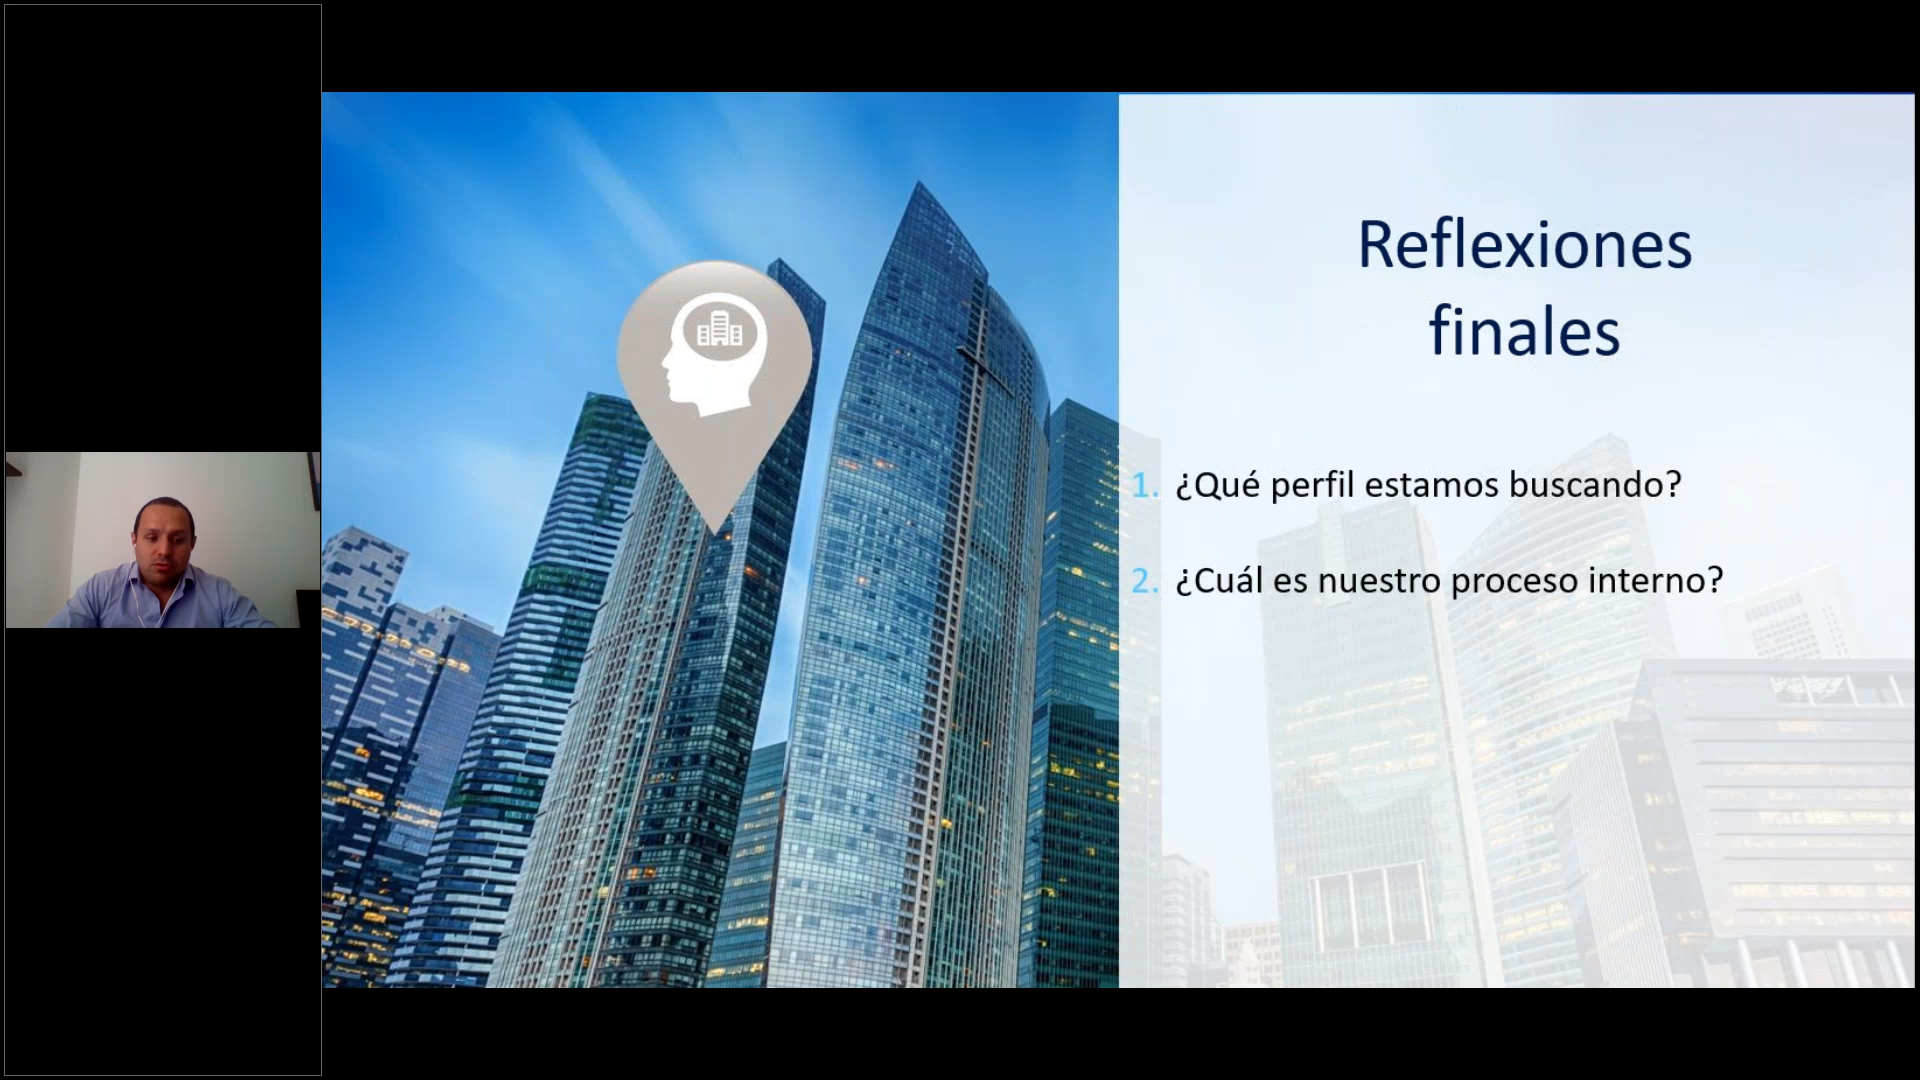 Reflexiones
finales
1. ¿Qué perfil estamos buscando?
2. ¿Cuál es nuestro proceso interno?